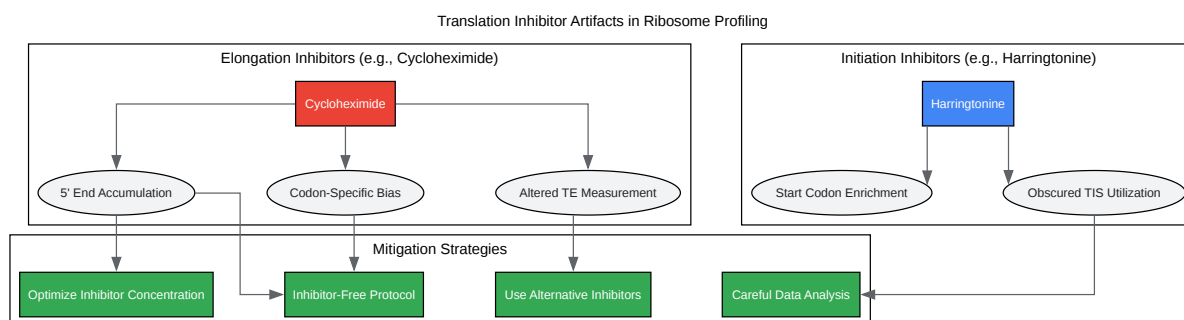 Translation Inhibitor Artifacts in Ribosome Profiling
Elongation Inhibitors (e.g., Cycloheximide)
Initiation Inhibitors (e.g., Harringtonine)
Cycloheximide
Harringtonine
5' End Accumulation
Codon-Specific Bias
Altered TE Measurement
Start Codon Enrichment
Obscured TIS Utilization
Mitigation Strategies
Optimize Inhibitor Concentration
Inhibitor-Free Protocol
Use Alternative Inhibitors
Careful Data Analysis